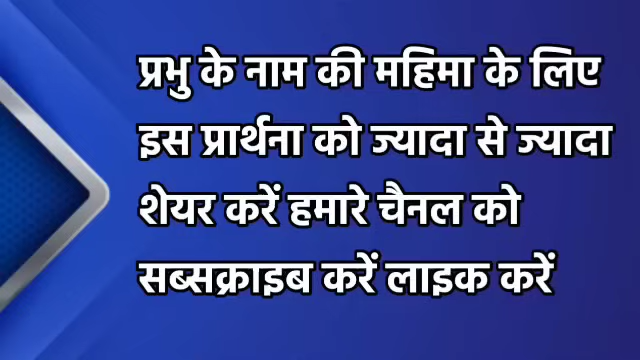 प्रभु के नाम की महिमा के लिए
इस प्रार्थना को ज्यादा से ज्यादा
शेयर करें हमारे चैनल को
सब्सक्राइब करें लाइक करें